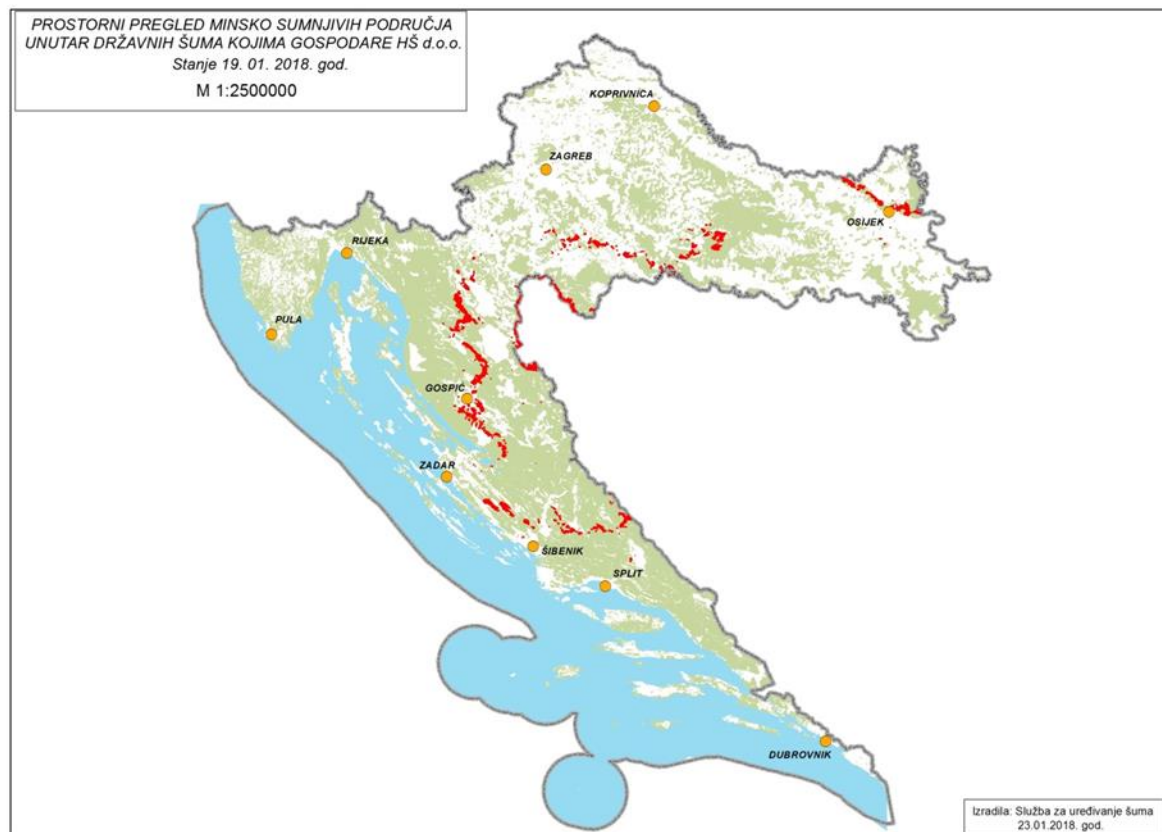 PROSTORNI PREGLED MINSKO SUMNJIVIH PODRUČJA
UNUTAR DRŽAVNIH ŠUMA KOJIMA GOSPODARE HŠ d.o.o.
Stanje 19. 01. 2018. god.
M 1:2500000
KOPRIVNICA
ZAGREB
OSIJEK
RIJEKA
PULA
GOSPIĆ
ZADAR
ŠIBENIK
SPLIT
DUBROVNIK
Izradila: Služba za uređivanje šuma
23.01.2018. god.